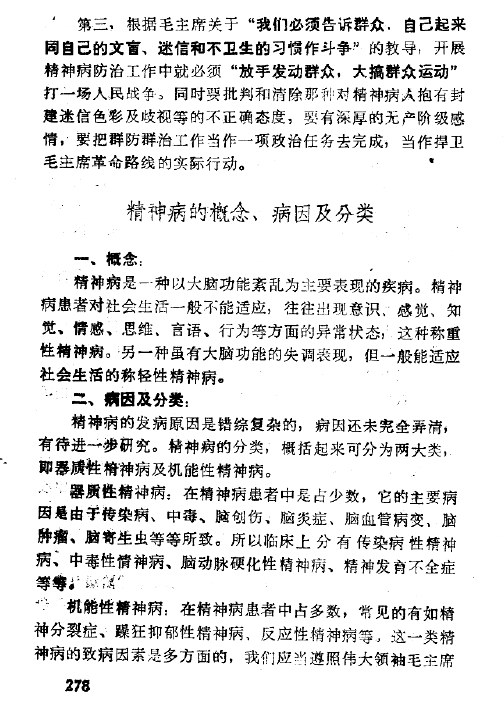 第三，根据毛主席关于“我们必须告诉群众，自己起来
同自己的文盲、迷信和不卫生的习惯作斗争”的教导，开展
精神病防治工作中就必须“放手发动群众，大搞群众运动”
打一场人民战争。同时要批判和清除那种对精神病人抱有封
建迷信色彩及歧视等的不正确态度，要有深厚的无产阶级感
情，要把群防群治工作当作一项政治任务去完成，当作捍卫
毛主席革命路线的实际行动。
精神病的概念、病因及分类
一、概念：
精神病是一种以大脑功能紊乱为主要表现的疾病。精神
病患者对社会生活一般不能适应，往往出现意识、感觉、知
觉、情感、思维、言语、行为等方面的异常状态，这种称重
性精神病。另一种虽有大脑功能的失调表现，但一般能适应
社会生活的称轻性精神病。
二、病因及分类：
精神病的发病原因是错综复杂的，病因还未完全弄清，
有待进一步研究。精神病的分类，概括起来可分为两大类，
即器质性精神病及机能性精神病。
器质性精神病：在精神病患者中是占少数，它的主要病
因是由于传染病、中毒、脑创伤、脑炎症、脑血管病变、脑
肿瘤、脑寄生虫等等所致。所以临床上分有传染病性精神
病、中毒性精神病、脑动脉硬化性精神病、精神发育不全症
等等。
机能性精神病：在精神病患者中占多数，常见的有如精
神分裂症、躁狂抑郁性精神病、反应性精神病等。这一类精
神病的致病因素是多方面的，我们应当遵照伟大领袖毛主席
278